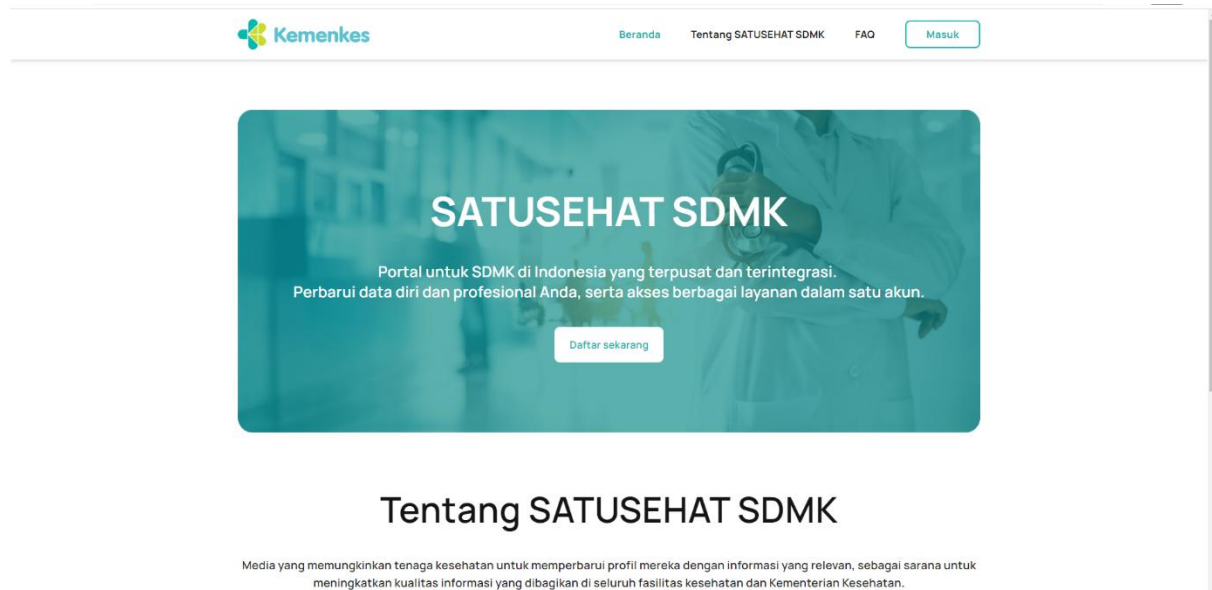 Kemenkes
Beranda
Tentang SATUSEHAT SDMK
FAQ
Masuk
SATUSEHAT SDMK
Portal untuk SDMK di Indonesia yang terpusat dan terintegrasi.
Perbarui data diri dan profesional Anda, serta akses berbagai layanan dalam satu akun.
Daftar sekarang
Tentang SATUSEHAT SDMK
Media yang memungkinkan tenaga kesehatan untuk memperbarui profil mereka dengan informasi yang relevan, sebagai sarana untuk
meningkatkan kualitas informasi yang dibagikan di seluruh fasilitas kesehatan dan Kementerian Kesehatan.